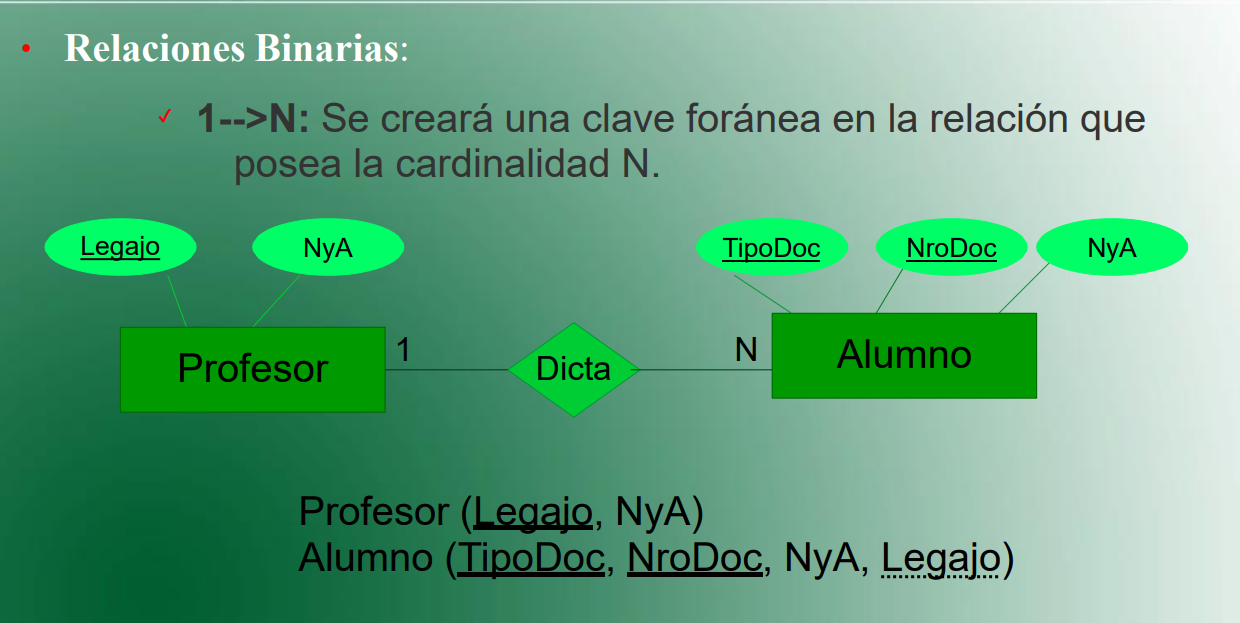 Relaciones Binarias:
1-->N: Se creará una clave foránea en la relación que
posea la cardinalidad N.
Legajo
NyA
TipoDoc
NroDoc
NyA
Profesor
1
Dicta
N
Alumno
Profesor (Legajo, NyA)
Alumno (TipoDoc, NroDoc, NyA, Legajo)